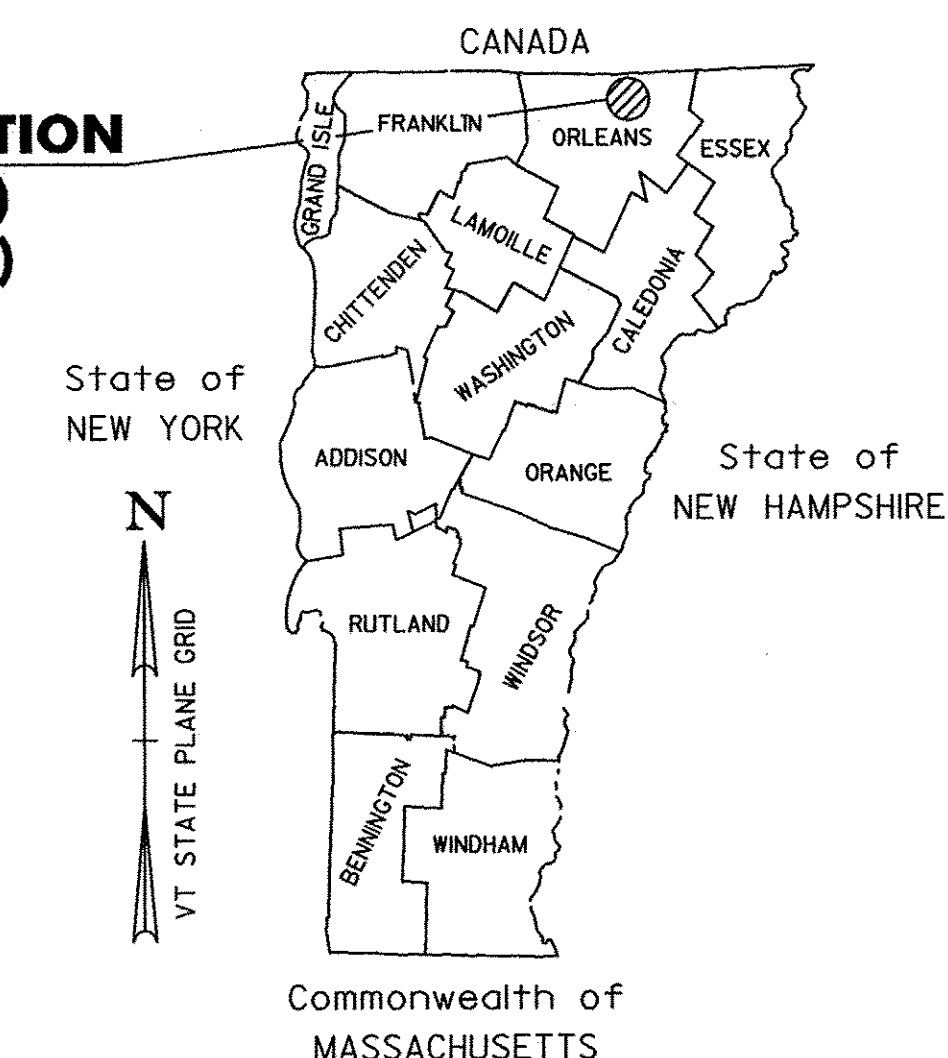 CANADA
TION
)
)
GRAND ISLE
FRANKLIN
ORLEANS
ESSEX
LAMOILLE
CHITTENDEN
CALEDONIA
WASHINGTON
State of
NEW YORK
ADDISON
ORANGE
State of
NEW HAMPSHIRE
N
VT STATE PLANE GRID
RUTLAND
WINDSOR
BENNINGTON
WINDHAM
Commonwealth of
MASSACHUSETTS